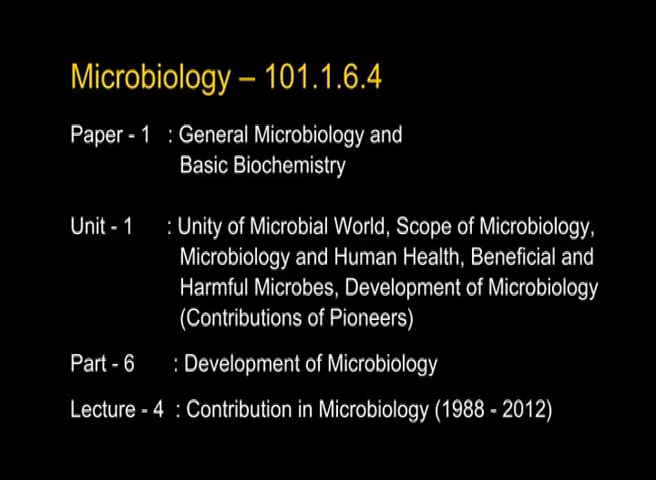 Microbiology – 101.1.6.4
Paper - 1 : General Microbiology and
Basic Biochemistry
Unit - 1 : Unity of Microbial World, Scope of Microbiology,
Microbiology and Human Health, Beneficial and
Harmful Microbes, Development of Microbiology
(Contributions of Pioneers)
Part - 6 : Development of Microbiology
Lecture - 4 : Contribution in Microbiology (1988 - 2012)